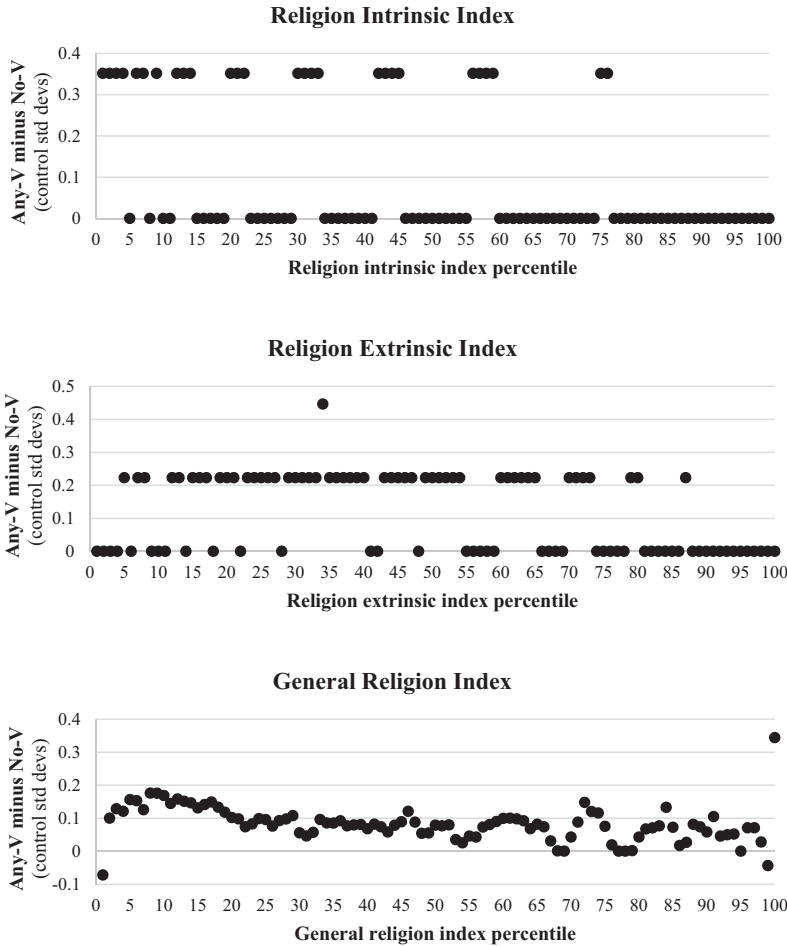 Religion Intrinsic Index
Any-V minus No-V
(control std devs)
0.4
0.3
0.2
0.1
0
0 5 10 15 20 25 30 35 40 45 50 55 60 65 70 75 80 85 90 95 100
Religion intrinsic index percentile
Religion Extrinsic Index
Any-V minus No-V
(control std devs)
0.5
0.4
0.3
0.2
0.1
0
0 5 10 15 20 25 30 35 40 45 50 55 60 65 70 75 80 85 90 95 100
Religion extrinsic index percentile
General Religion Index
Any-V minus No-V
(control std devs)
0.4
0.3
0.2
0.1
0
-0.1
0 5 10 15 20 25 30 35 40 45 50 55 60 65 70 75 80 85 90 95 100
General religion index percentile